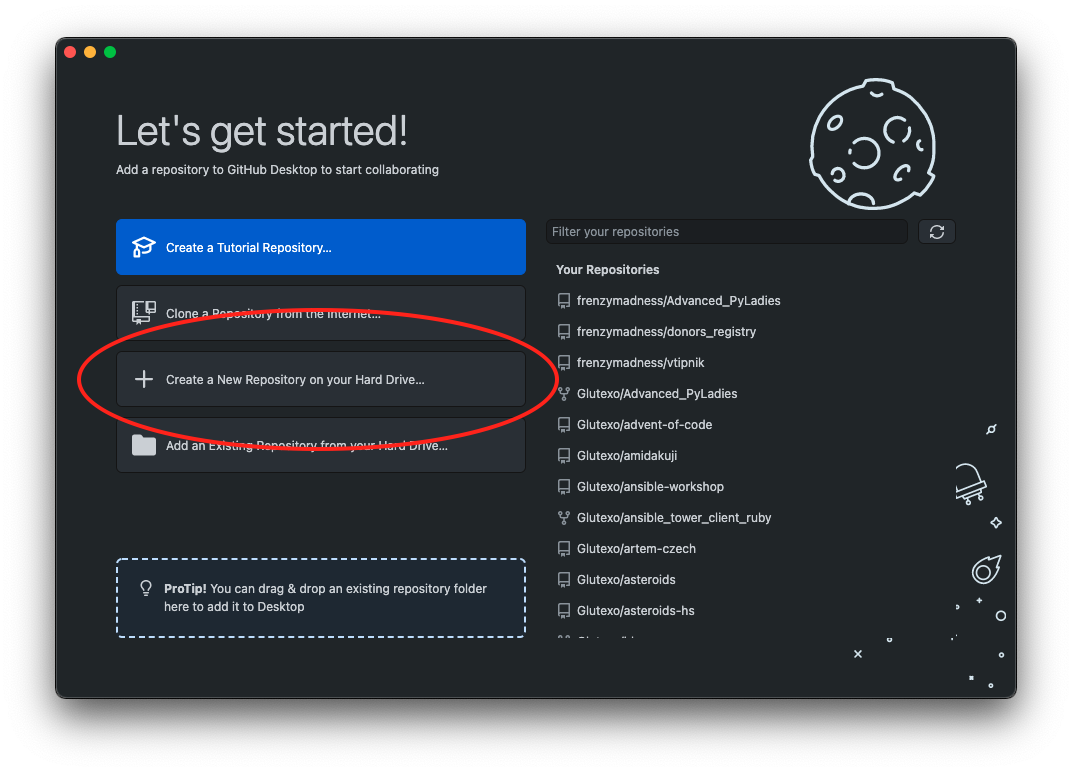 Let's get started!
Add a repository to GitHub Desktop to start collaborating
Create a Tutorial Repository...
Clone a Repository from the Internet...
Create a New Repository on your Hard Drive...
Add an Existing Repository from your Hard Drive...
ProTip! You can drag & drop an existing repository folder
here to add it to Desktop
Filter your repositories
Your Repositories
frenzymadness/Advanced_PyLadies
frenzymadness/donors_registry
frenzymadness/vtipnik
Glutexo/Advanced_PyLadies
Glutexo/advent-of-code
Glutexo/amidakuji
Glutexo/ansible-workshop
Glutexo/ansible_tower_client_ruby
Glutexo/artem-czech
Glutexo/asteroids
Glutexo/asteroids-hs